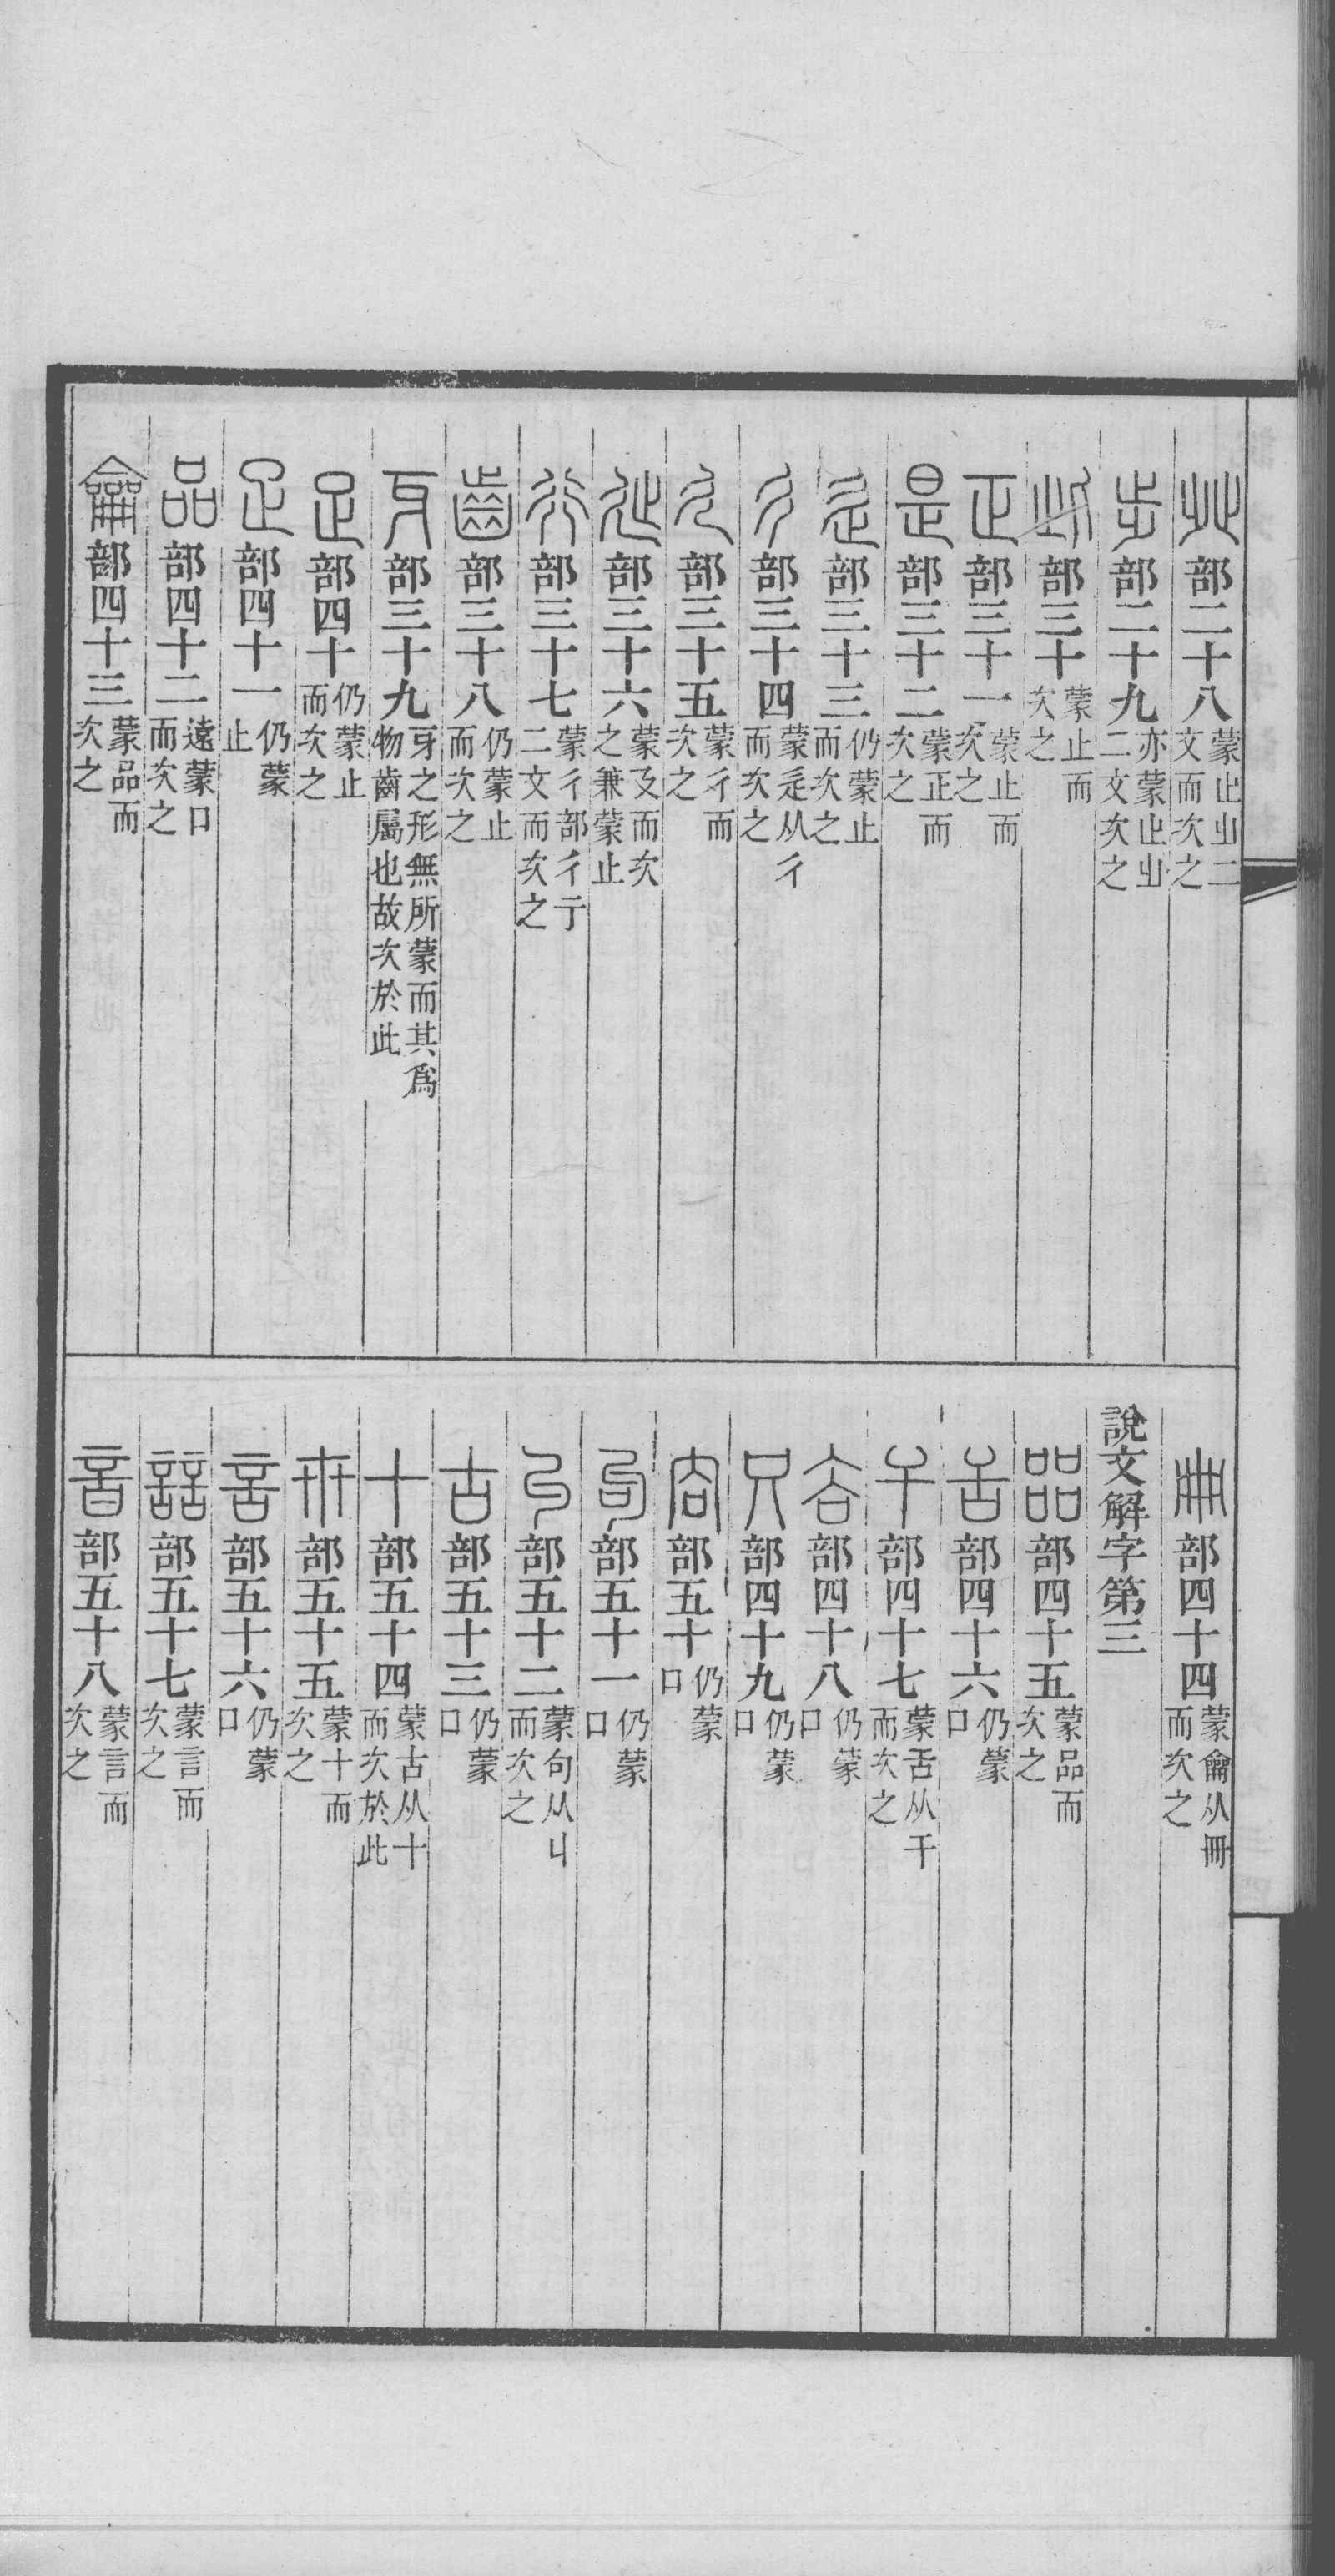 癶部二十八蒙止𣥂二文而次之
步部二十九亦蒙止𣥂二文次之
此部三十蒙止而次之
正部三十一蒙止而次之
是部三十二蒙正而次之
辵部三十三仍蒙止而次之
彳部三十四蒙辵从彳而次之
廴部三十五蒙彳而次之
㢟部三十六蒙廴而次之兼蒙止
行部三十七蒙彳部彳亍二文而次之
齒部三十八仍蒙止而次之
牙部三十九牙之形無所蒙而其爲物齒屬也故次於此
足部四十仍蒙止而次之
疋部四十一仍蒙止
品部四十二遠蒙口而次之
龠部四十三蒙品而次之
冊部四十四蒙龠从冊而次之
說文解字第三
㗊部四十五蒙品而次之
舌部四十六仍蒙口
干部四十七蒙舌从干而次之
𧮫部四十八仍蒙口
只部四十九仍蒙口
㕯部五十仍蒙口
句部五十一仍蒙口
丩部五十二蒙句从丩而次之
古部五十三仍蒙口
十部五十四蒙古从十而次於此
卅部五十五蒙十而次之
言部五十六仍蒙口
誩部五十七蒙言而次之
音部五十八蒙言而次之